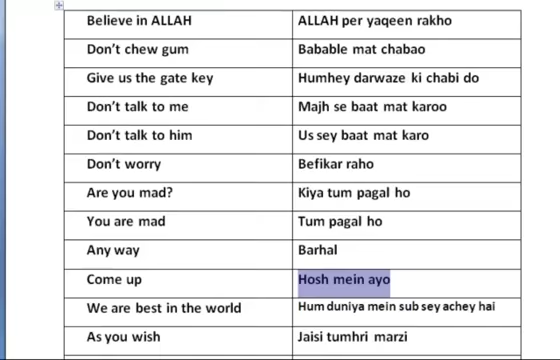 Believe in ALLAH ALLAH per yaqeen rakho
Don't chew gum Babable mat chabao
Give us the gate key Humhey darwaze ki chabi do
Don't talk to me Majh se baat mat karoo
Don't talk to him Us sey baat mat karo
Don't worry Befikar raho
Are you mad? Kiya tum pagal ho
You are mad Tum pagal ho
Any way Barhal
Come up Hosh mein ayo
We are best in the world Hum duniya mein sub sey achey hai
As you wish Jaisi tumhri marzi